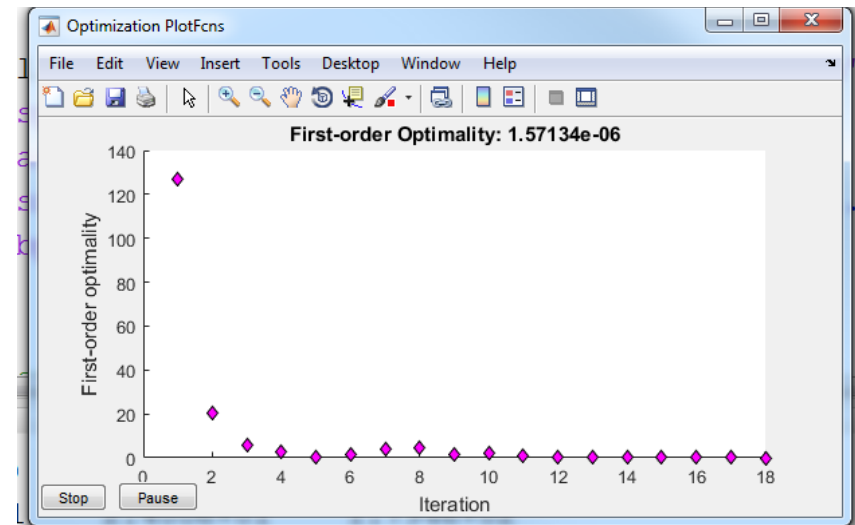 Optimization PlotFcns
File Edit View Insert Tools Desktop Window Help
First-order Optimality: 1.57134e-06
140
120
100
80
60
40
20
0
First-order optimality
0 2 4 6 8 10 12 14 16 18
Iteration
Stop Pause